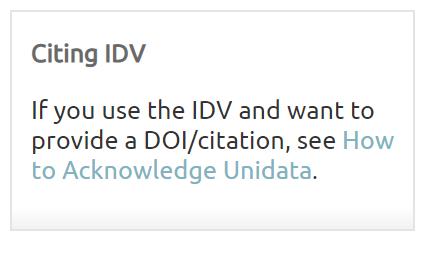 Citing IDV
If you use the IDV and want to
provide a DOI/citation, see How
to Acknowledge Unidata.